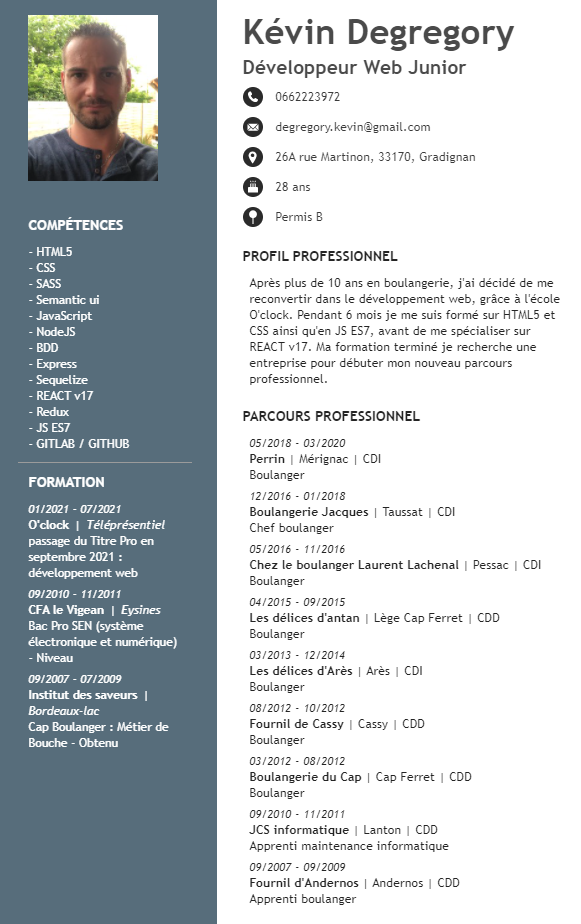 Kévin Degregory
Développeur Web Junior
0662223972
degregory.kevin@gmail.com
26A rue Martinon, 33170, Gradignan
28 ans
Permis B
COMPÉTENCES
- HTML5
- CSS
- SASS
- Semantic ui
- JavaScript
- NodeJS
- BDD
- Express
- Sequelize
- REACT v17
- Redux
- JS ES7
- GITLAB / GITHUB
FORMATION
01/2021 - 07/2021
O'clock | Téléprésentiel
passage du Titre Pro en
septembre 2021 :
développement web
09/2010 - 11/2011
CFA le Vigean | Eysines
Bac Pro SEN (système
électronique et numérique)
- Niveau
09/2007 - 07/2009
Institut des saveurs |
Bordeaux-lac
Cap Boulanger : Métier de
Bouche - Obtenu
PROFIL PROFESSIONNEL
Après plus de 10 ans en boulangerie, j'ai décidé de me
reconvertir dans le développement web, grâce à l'école
O'clock. Pendant 6 mois je me suis formé sur HTML5 et
CSS ainsi qu'en JS ES7, avant de me spécialiser sur
REACT v17. Ma formation terminé je recherche une
entreprise pour débuter mon nouveau parcours
professionnel.
PARCOURS PROFESSIONNEL
05/2018 - 03/2020
Perrin | Mérignac | CDI
Boulanger
12/2016 - 01/2018
Boulangerie Jacques | Taussat | CDI
Chef boulanger
05/2016 - 11/2016
Chez le boulanger Laurent Lachenal | Pessac | CDI
Boulanger
04/2015 - 09/2015
Les délices d'antan | Lège Cap Ferret | CDD
Boulanger
03/2013 - 12/2014
Les délices d'Arès | Arès | CDI
Boulanger
08/2012 - 10/2012
Fournil de Cassy | Cassy | CDD
Boulanger
03/2012 - 08/2012
Boulangerie du Cap | Cap Ferret | CDD
Boulanger
09/2010 - 11/2011
JCS informatique | Lanton | CDD
Apprenti maintenance informatique
09/2007 - 09/2009
Fournil d'Andernos | Andernos | CDD
Apprenti boulanger